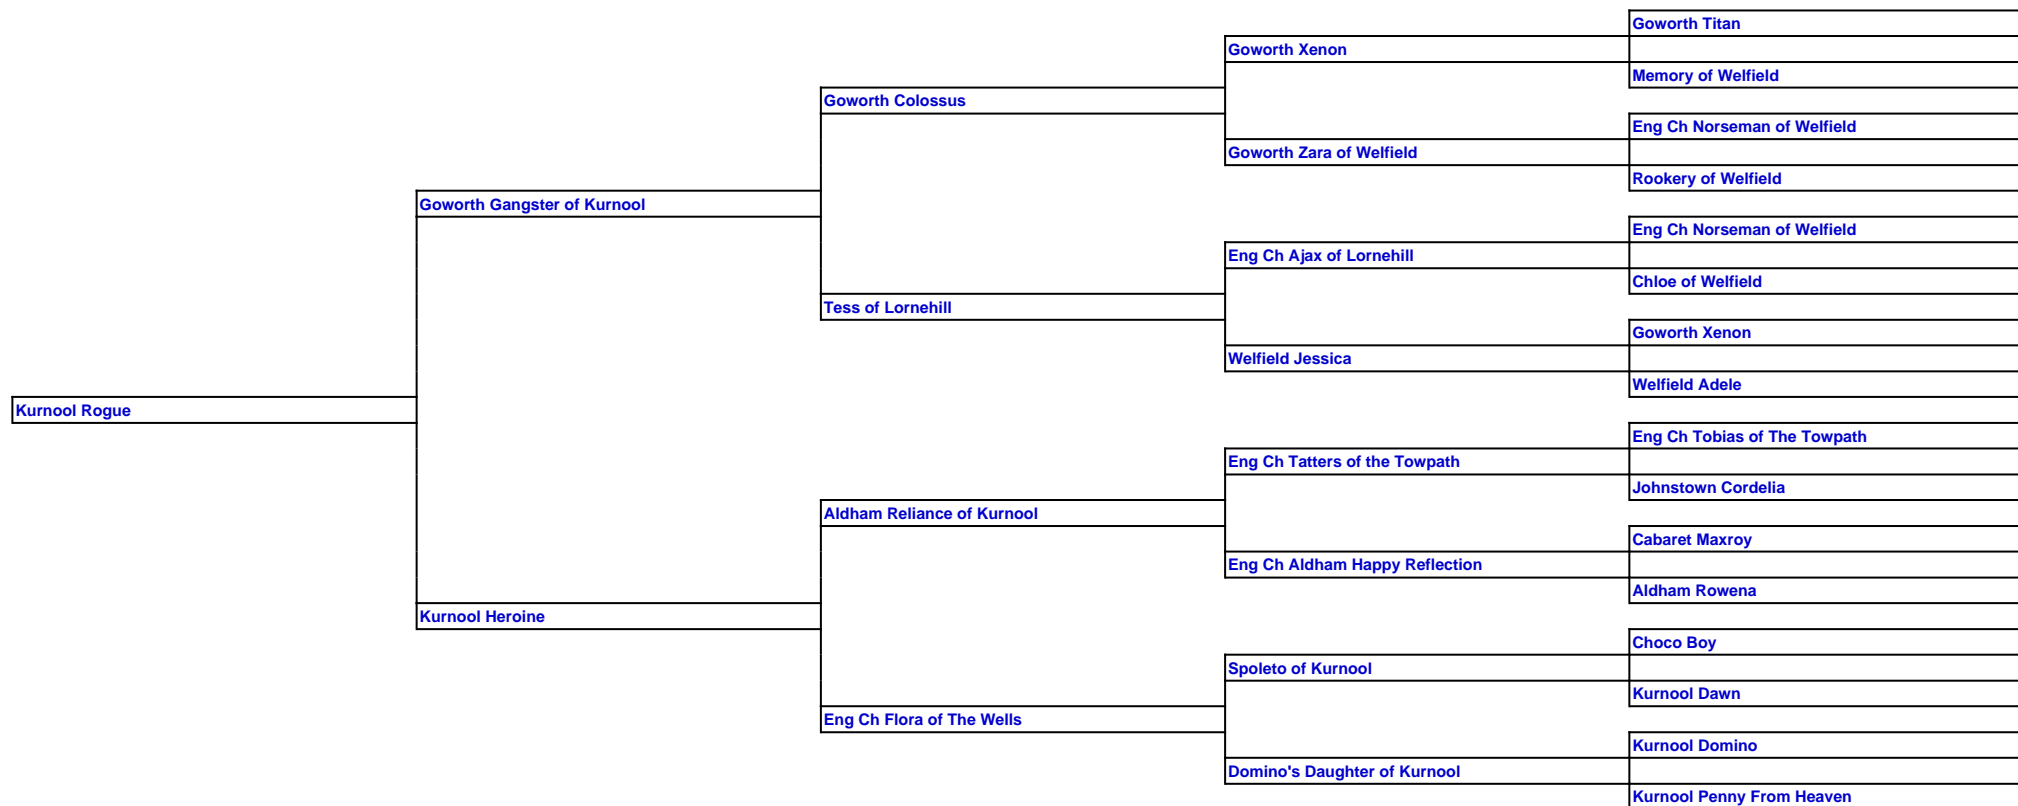 Goworth Titan
Goworth Xenon
Memory of Welfield
Goworth Colossus
Eng Ch Norseman of Welfield
Goworth Zara of Welfield
Rookery of Welfield
Goworth Gangster of Kurnool
Eng Ch Norseman of Welfield
Eng Ch Ajax of Lornehill
Chloe of Welfield
Tess of Lornehill
Goworth Xenon
Welfield Jessica
Welfield Adele
Kurnool Rogue
Eng Ch Tobias of The Towpath
Eng Ch Tatters of the Towpath
Johnstown Cordelia
Aldham Reliance of Kurnool
Cabaret Maxroy
Eng Ch Aldham Happy Reflection
Aldham Rowena
Kurnool Heroine
Choco Boy
Spoleto of Kurnool
Kurnool Dawn
Eng Ch Flora of The Wells
Kurnool Domino
Domino's Daughter of Kurnool
Kurnool Penny From Heaven